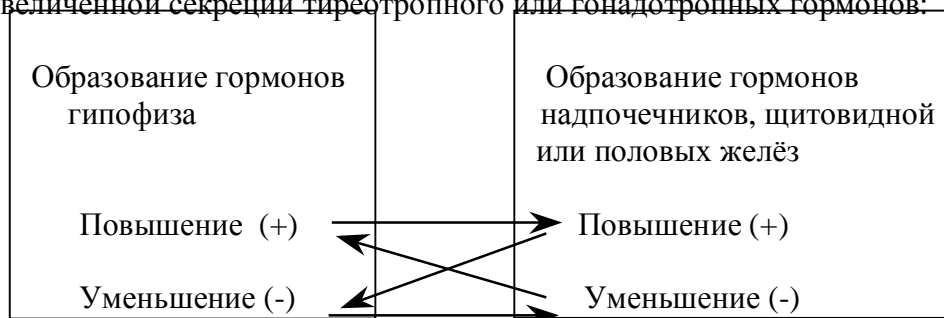 величенной секреции тиреотропного или гонадотропных гормонов:
Образование гормонов
гипофиза
Образование гормонов
надпочечников, щитовидной
или половых желёз
Повышение (+)
Повышение (+)
Уменьшение (-)
Уменьшение (-)